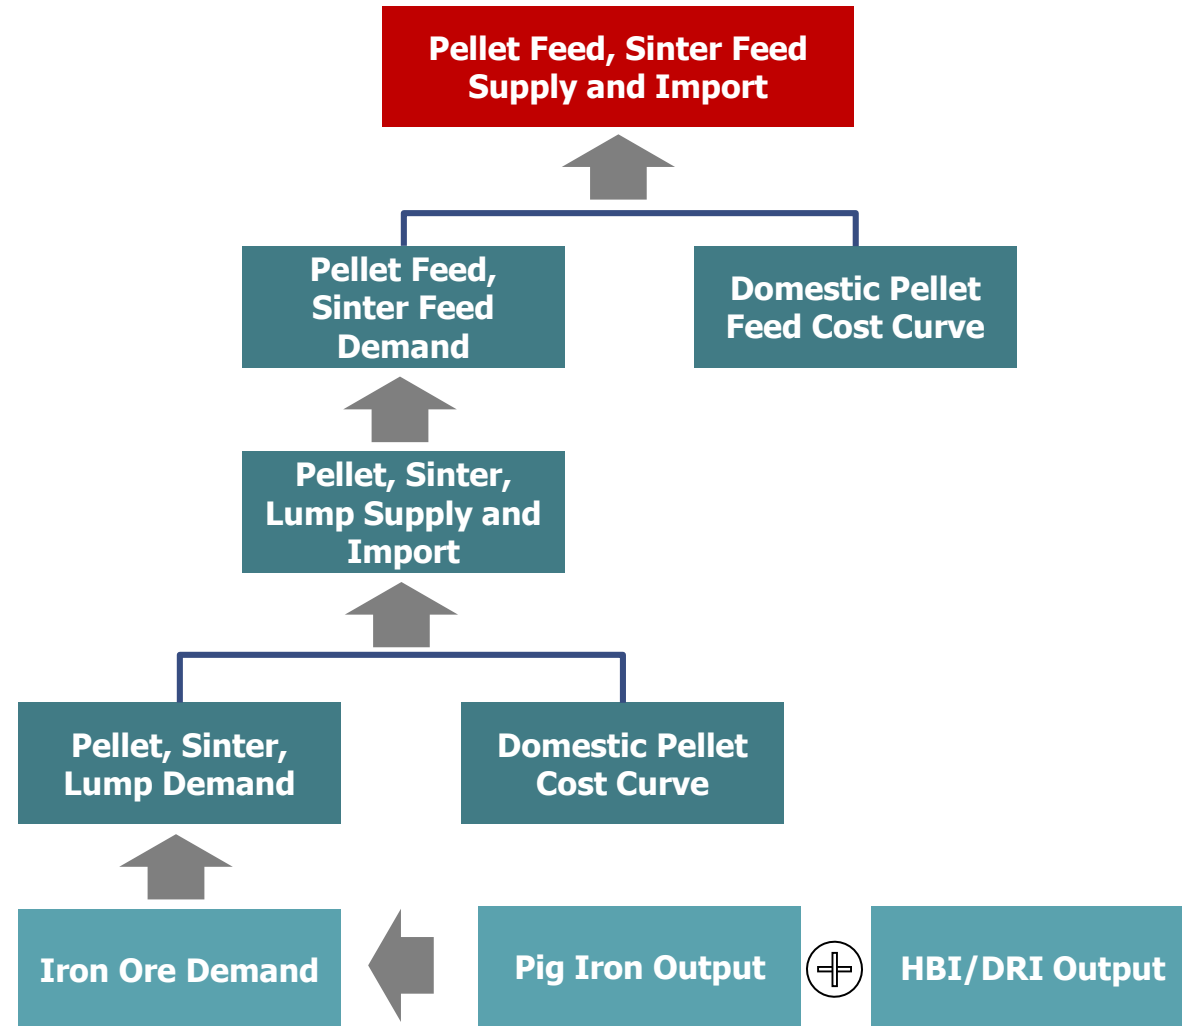 Pellet Feed, Sinter Feed
Supply and Import
Pellet Feed,
Sinter Feed
Demand
Domestic Pellet
Feed Cost Curve
Pellet, Sinter,
Lump Supply and
Import
Pellet, Sinter,
Lump Demand
Domestic Pellet
Cost Curve
Iron Ore Demand
Pig Iron Output
HBI/DRI Output